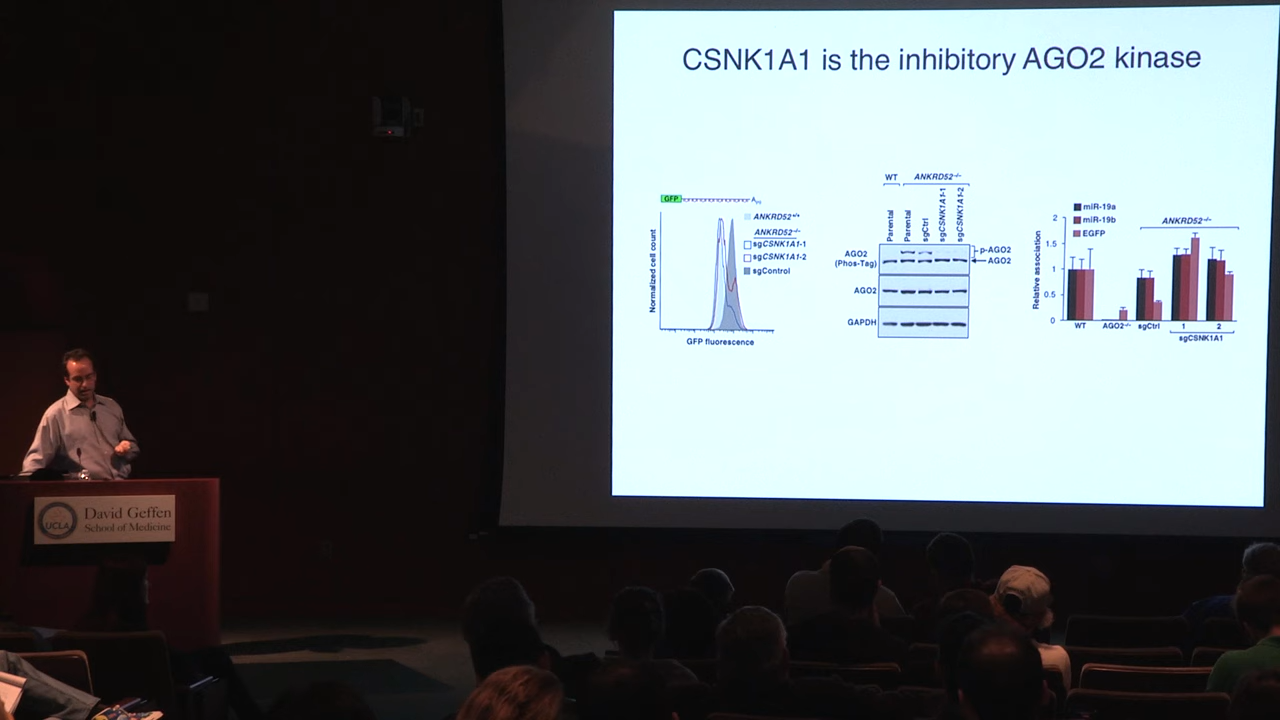 CSNK1A1 is the inhibitory AGO2 kinase
GFP
ANKRD52+/+
ANKRD52-/-
sgCSNK1A1-1
sgCSNK1A1-2
sgControl
Normalized cell count
GFP fluorescence
WT
ANKRD52-/-
Parental
Parental
sgCtrl
sgCSNK1A1-1
sgCSNK1A1-2
AGO2
(Phos-Tag)
p-AGO2
AGO2
AGO2
GAPDH
miR-19a
miR-19b
EGFP
ANKRD52-/-
Relative association
2
1.5
1
0.5
0
WT
AGO2-/-
sgCtrl
1
2
sgCSNK1A1
UCLA
David Geffen
School of Medicine